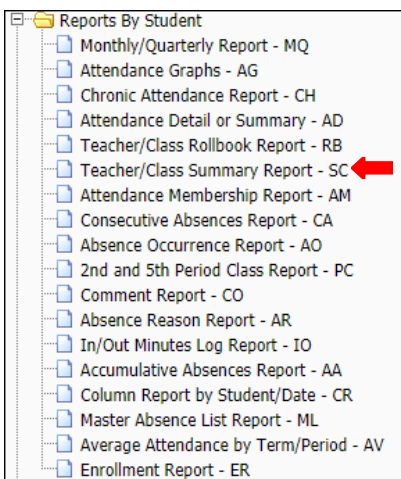 Reports By Student
Monthly/Quarterly Report - MQ
Attendance Graphs - AG
Chronic Attendance Report - CH
Attendance Detail or Summary - AD
Teacher/Class Rollbook Report - RB
Teacher/Class Summary Report - SC
Attendance Membership Report - AM
Consecutive Absences Report - CA
Absence Occurrence Report - AO
2nd and 5th Period Class Report - PC
Comment Report - CO
Absence Reason Report - AR
In/Out Minutes Log Report - IO
Accumulative Absences Report - AA
Column Report by Student/Date - CR
Master Absence List Report - ML
Average Attendance by Term/Period - AV
Enrollment Report - ER